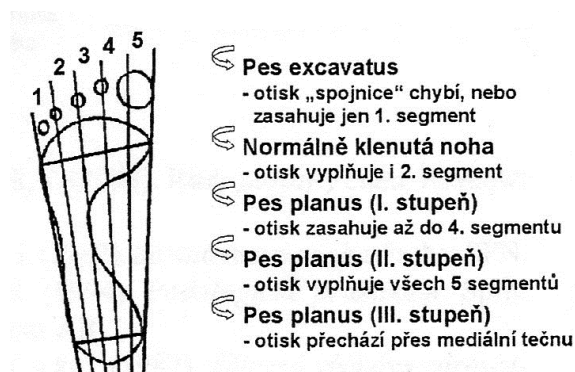 1 2 3 4 5
Pes excavatus
- otisk „spojnice“ chybí, nebo
zasahuje jen 1. segment
Normálně klenutá noha
- otisk vyplňuje i 2. segment
Pes planus (I. stupeň)
- otisk zasahuje až do 4. segmentu
Pes planus (II. stupeň)
- otisk vyplňuje všech 5 segmentů
Pes planus (III. stupeň)
- otisk přechází přes mediální tečnu